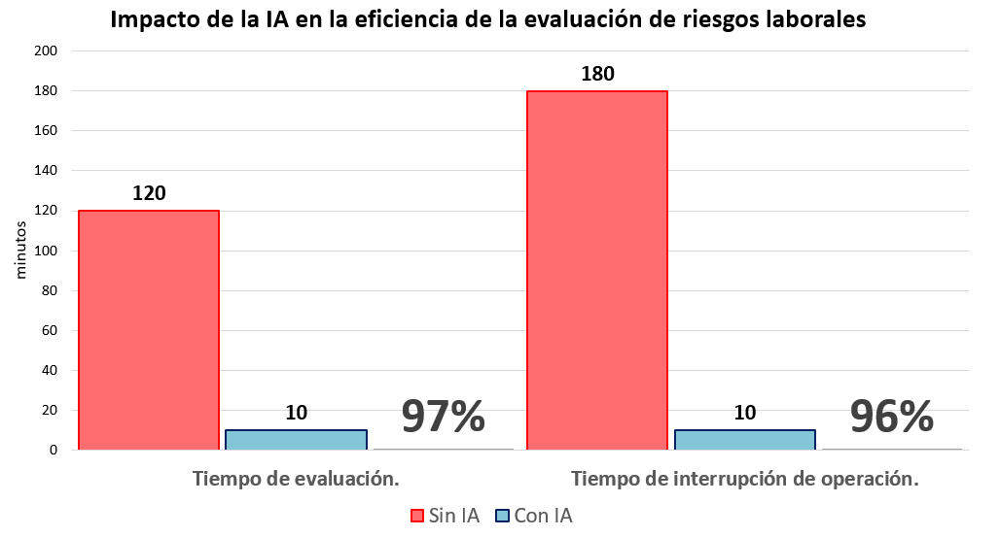 Impacto de la IA en la eficiencia de la evaluación de riesgos laborales
200
180
160
140
120
100
80
60
40
20
0
minutos
120
10
97%
180
10
96%
Tiempo de evaluación.
Tiempo de interrupción de operación.
Sin IA
Con IA